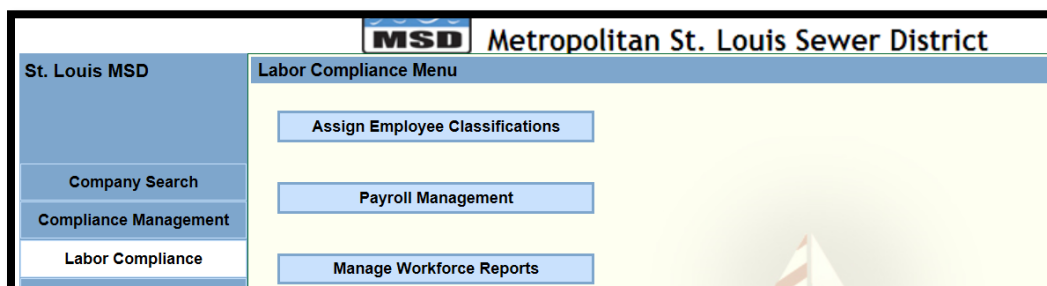 MSD Metropolitan St. Louis Sewer District
St. Louis MSD
Labor Compliance Menu
Assign Employee Classifications
Company Search
Payroll Management
Compliance Management
Labor Compliance
Manage Workforce Reports